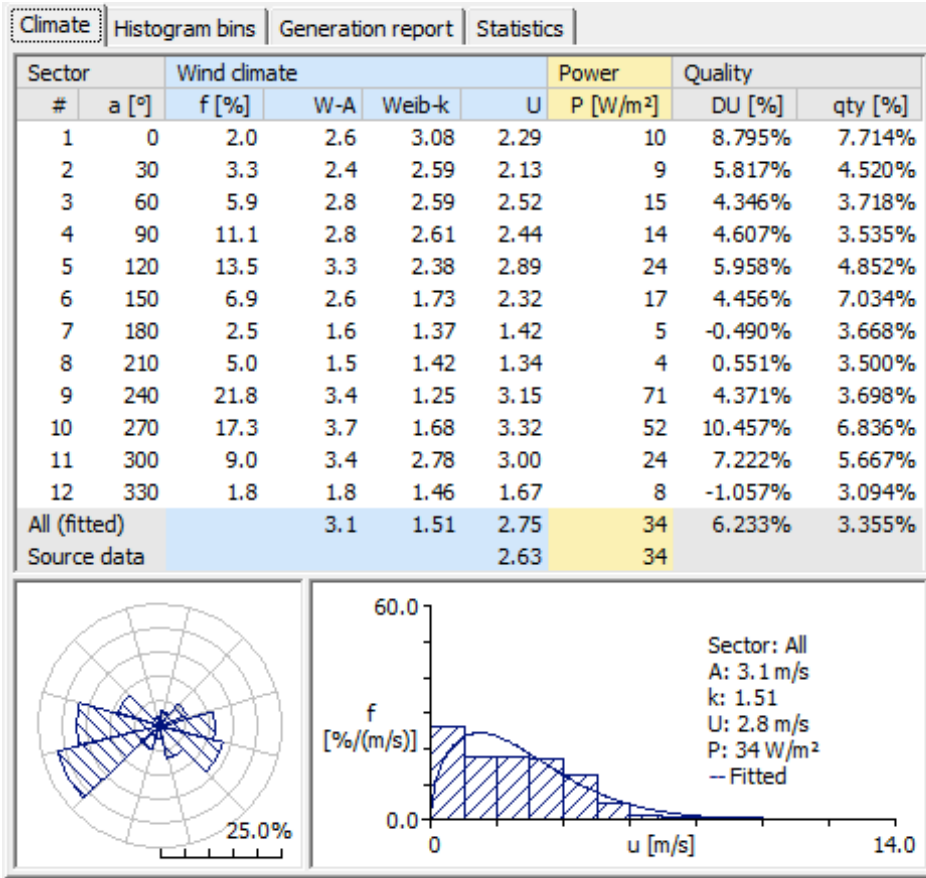 Climate Histogram bins Generation report Statistics
Sector Wind climate Power Quality
# a [°] f [%] W-A Weib-k U P [W/m²] DU [%] qty [%]
1 0 2.0 2.6 3.08 2.29 10 8.795% 7.714%
2 30 3.3 2.4 2.59 2.13 9 5.817% 4.520%
3 60 5.9 2.8 2.59 2.52 15 4.346% 3.718%
4 90 11.1 2.8 2.61 2.44 14 4.607% 3.535%
5 120 13.5 3.3 2.38 2.89 24 5.958% 4.852%
6 150 6.9 2.6 1.73 2.32 17 4.456% 7.034%
7 180 2.5 1.6 1.37 1.42 5 -0.490% 3.668%
8 210 5.0 1.5 1.42 1.34 4 0.551% 3.500%
9 240 21.8 3.4 1.25 3.15 71 4.371% 3.698%
10 270 17.3 3.7 1.68 3.32 52 10.457% 6.836%
11 300 9.0 3.4 2.78 3.00 24 7.222% 5.667%
12 330 1.8 1.8 1.46 1.67 8 -1.057% 3.094%
All (fitted) 3.1 1.51 2.75 34 6.233% 3.355%
Source data 2.63 34
25.0%
60.0
f
[%/(m/s)]
0.0
0 u [m/s] 14.0
Sector: All
A: 3.1 m/s
k: 1.51
U: 2.8 m/s
P: 34 W/m²
-- Fitted